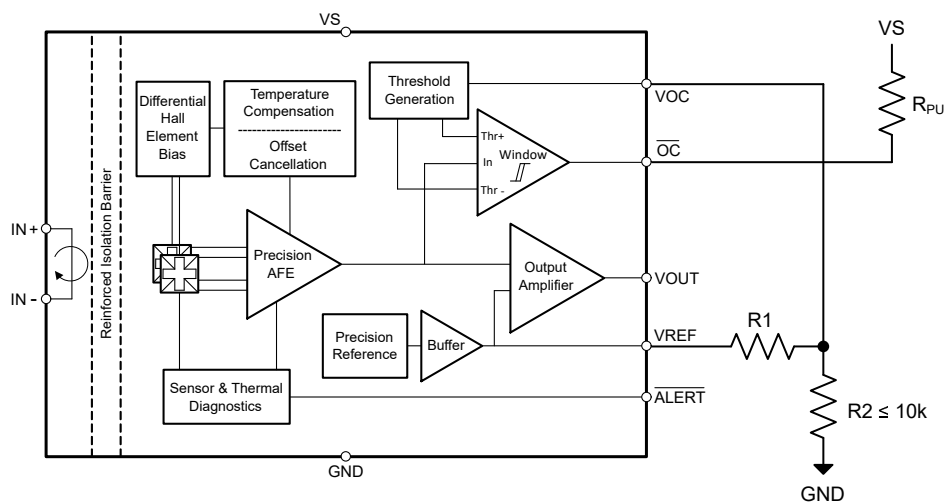 VS
VS
Differential
Hall
Element
Bias
Temperature
Compensation
Offset
Cancellation
Threshold
Generation
VOC
RPU
Thr+
In
Window
Thr -
OC
IN+
IN-
Reinforced Isolation Barrier
Precision
AFE
Output
Amplifier
VOUT
Precision
Reference
Buffer
VREF
R1
Sensor & Thermal
Diagnostics
ALERT
R2 ≤ 10k
GND
GND